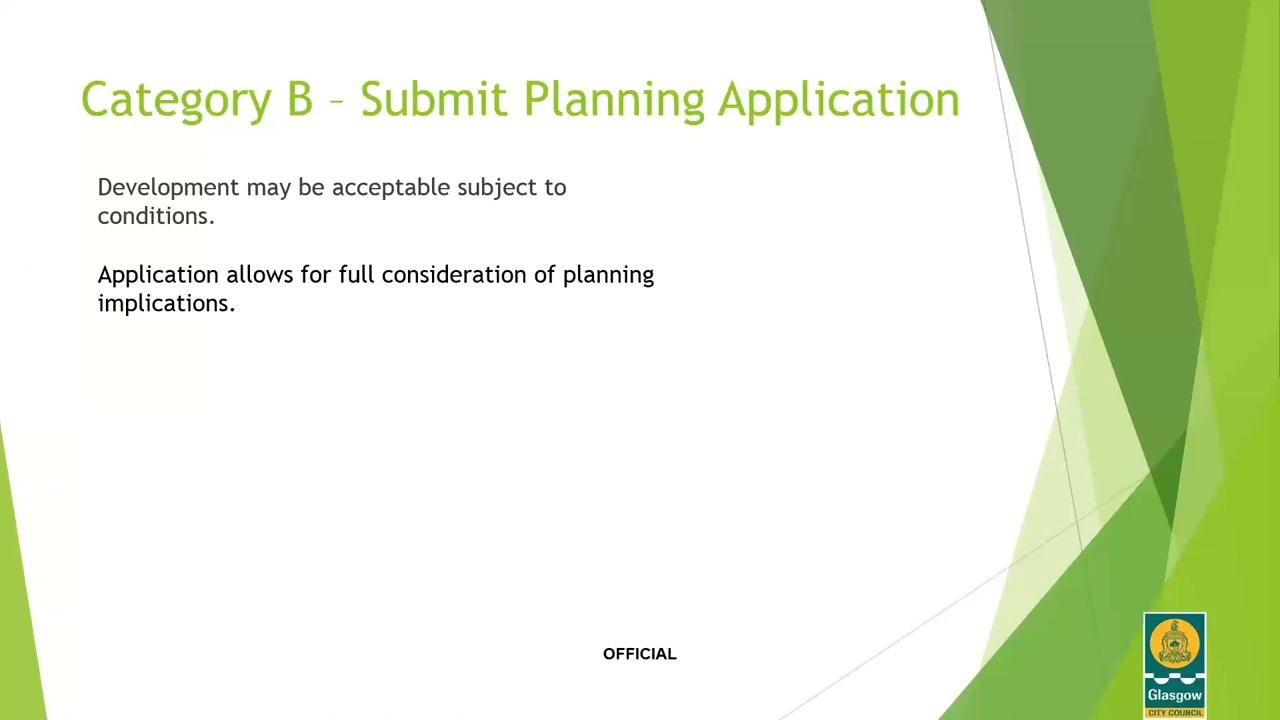 Category B – Submit Planning Application
Development may be acceptable subject to
conditions.
Application allows for full consideration of planning
implications.
OFFICIAL
Glasgow
CITY COUNCIL